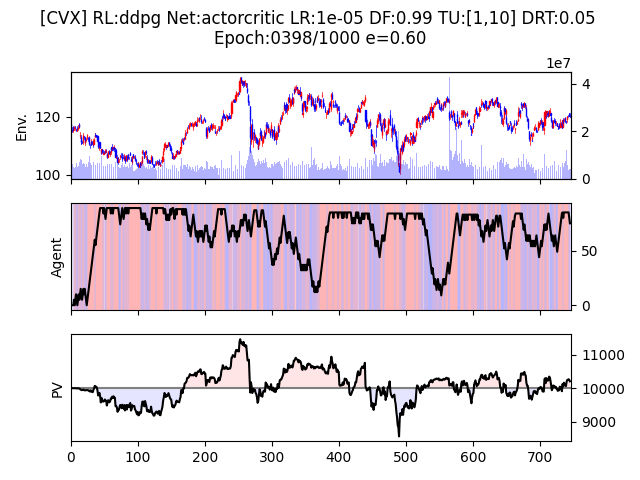 [CVX] RL:ddpg Net:actorcritic LR:1e-05 DF:0.99 TU:[1,10] DRT:0.05
Epoch:0398/1000 e=0.60
1e7
Env.
120
100
4
2
0
Agent
50
0
PV
11000
10000
9000
0 100 200 300 400 500 600 700